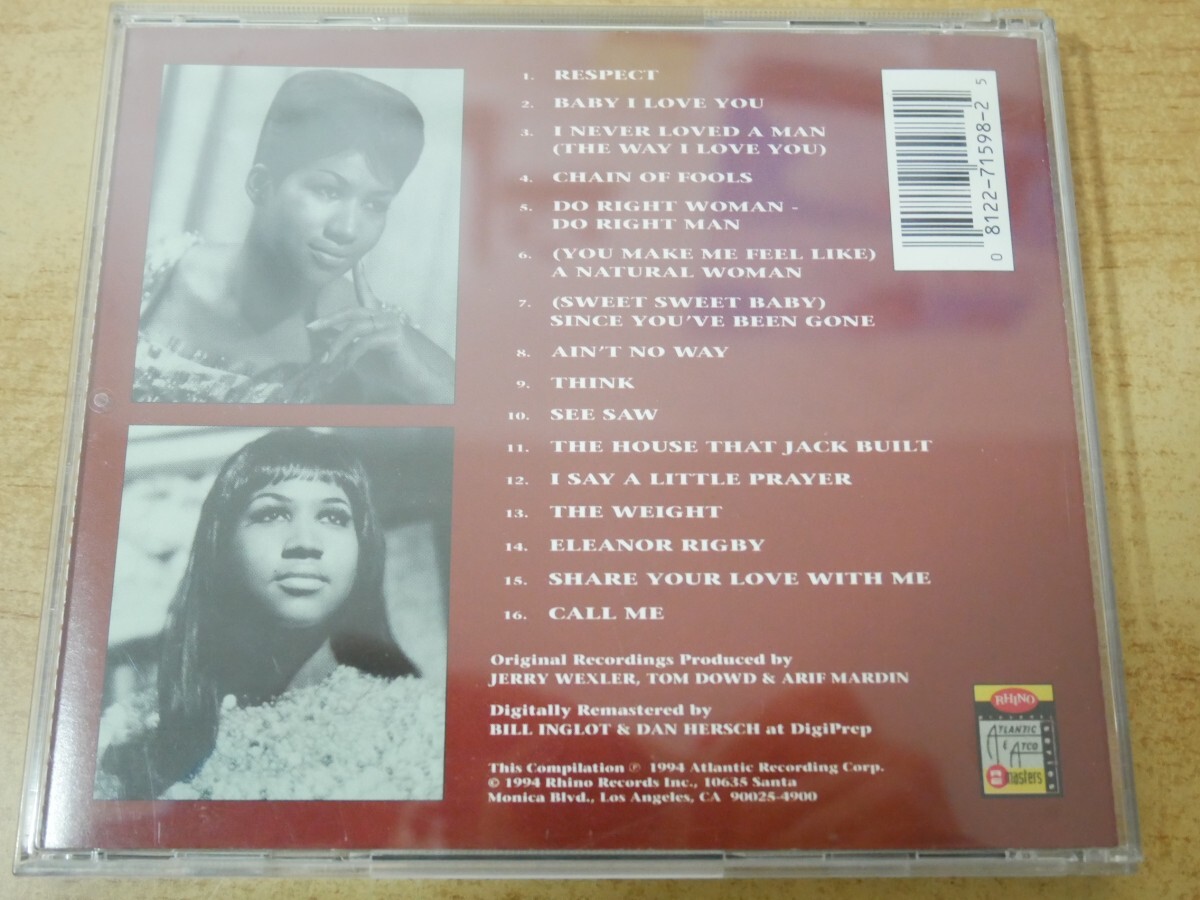 1. RESPECT
2. BABY I LOVE YOU
3. I NEVER LOVED A MAN
(THE WAY I LOVE YOU)
4. CHAIN OF FOOLS
5. DO RIGHT WOMAN -
DO RIGHT MAN
6. (YOU MAKE ME FEEL LIKE)
A NATURAL WOMAN
7. (SWEET SWEET BABY)
SINCE YOU'VE BEEN GONE
8. AIN'T NO WAY
9. THINK
10. SEE SAW
11. THE HOUSE THAT JACK BUILT
12. I SAY A LITTLE PRAYER
13. THE WEIGHT
14. ELEANOR RIGBY
15. SHARE YOUR LOVE WITH ME
16. CALL ME
Original Recordings Produced by
JERRY WEXLER, TOM DOWD & ARIF MARDIN
Digitally Remastered by
BILL INGLOT & DAN HERSCH at DigiPrep
This Compilation ℗ 1994 Atlantic Recording Corp.
© 1994 Rhino Records Inc., 10635 Santa
Monica Blvd., Los Angeles, CA 90025-4900
0 8122-71598-2 5
RHINO
ATLANTIC
&
ATCO
Remasters